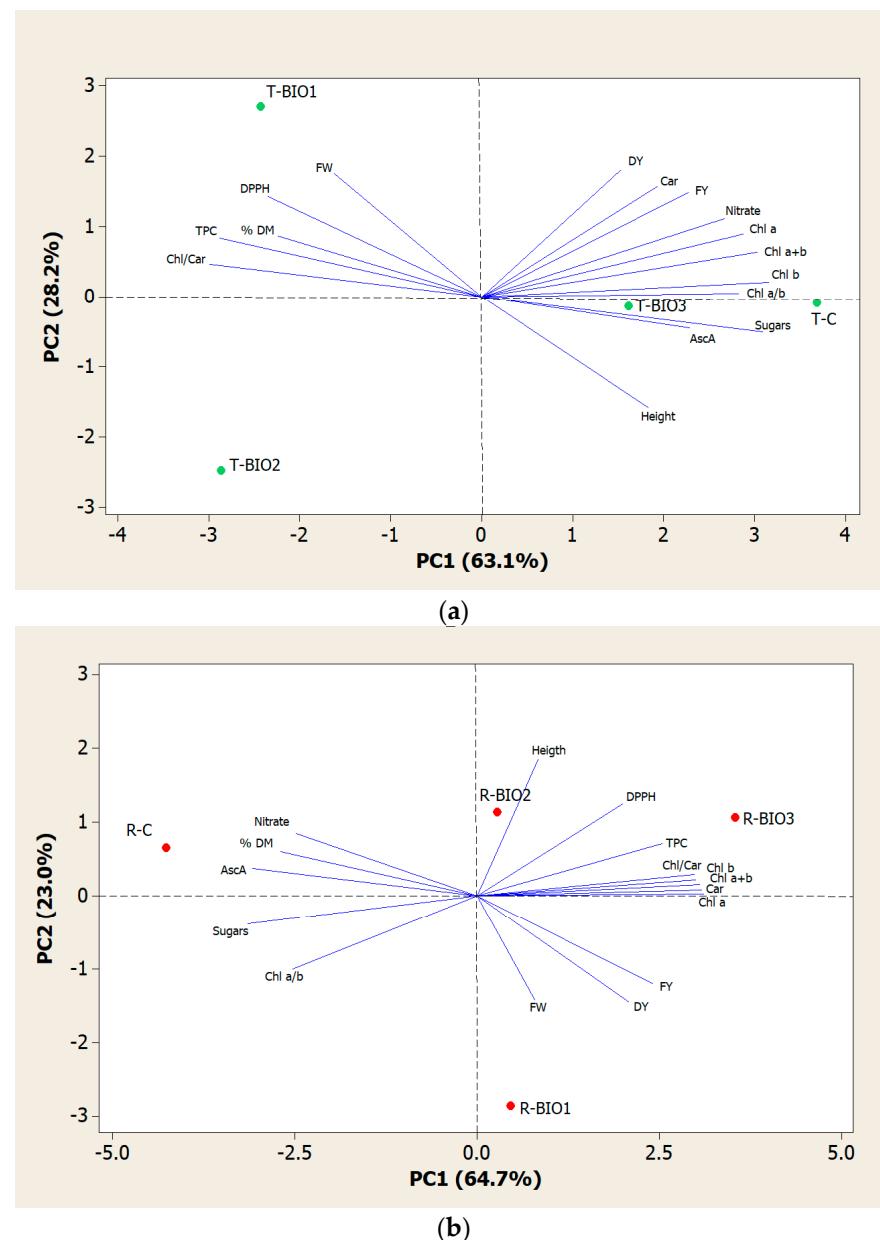 3
T-BIO1
2
DY
FW
Car
DPPH
FY
Nitrate
1
TPC
% DM
Chl a
Chl a+b
Chl/Car
Chl b
0
Chl a/b
T-BIO3
T-C
Sugars
AscA
-1
Height
-2
T-BIO2
-3
-4 -3 -2 -1 0 1 2 3 4
PC2 (28.2%)
PC1 (63.1%)
(a)
3
2
Heigth
DPPH
R-BIO2
R-BIO3
1
Nitrate
R-C
% DM
TPC
AscA
Chl/Car
Chl b
Chl a+b
Car
0
Chl a
Sugars
Chl a/b
-1
FY
FW
DY
-2
R-BIO1
-3
-5.0 -2.5 0.0 2.5 5.0
PC2 (23.0%)
PC1 (64.7%)
(b)